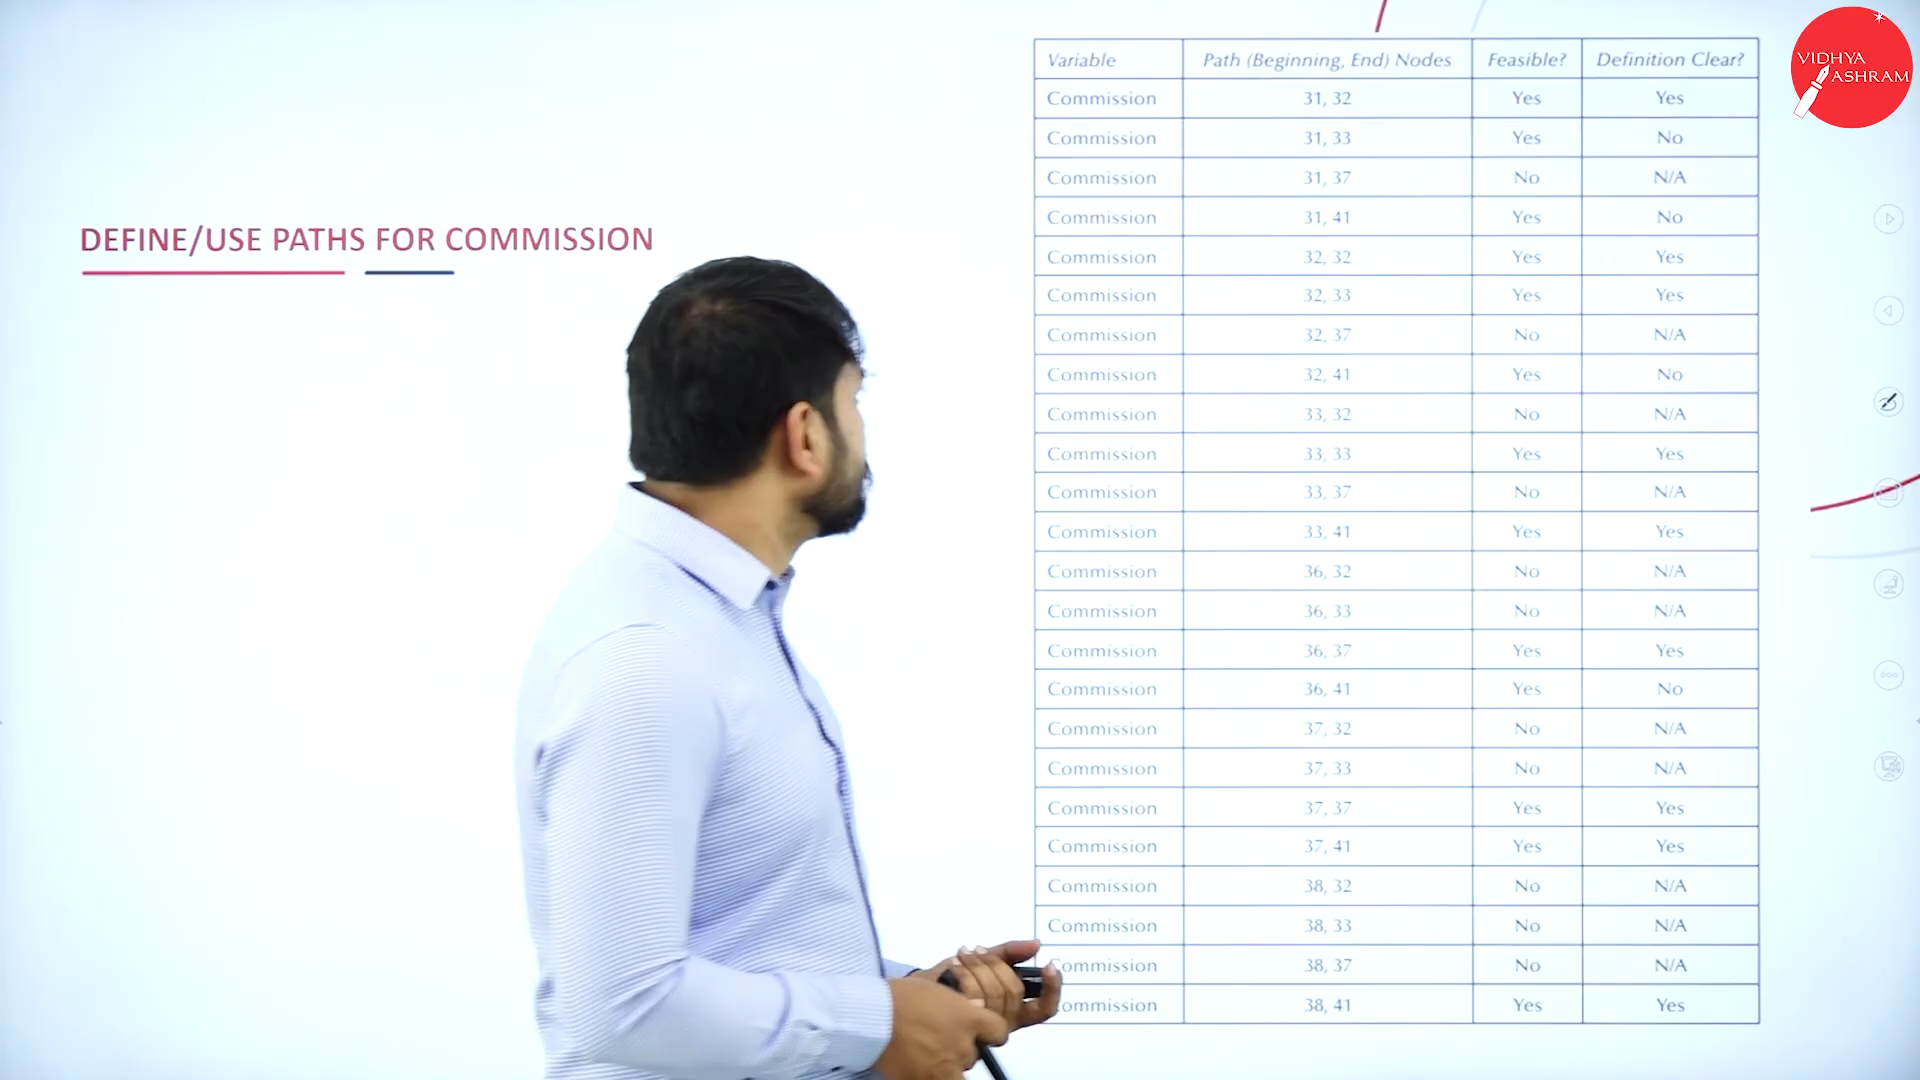 VIDHYA
ASHRAM
DEFINE/USE PATHS FOR COMMISSION
Variable Path (Beginning, End) Nodes Feasible? Definition Clear?
Commission 31, 32 Yes Yes
Commission 31, 33 Yes No
Commission 31, 37 No N/A
Commission 31, 41 Yes No
Commission 32, 32 Yes Yes
Commission 32, 33 Yes Yes
Commission 32, 37 No N/A
Commission 32, 41 Yes No
Commission 33, 32 No N/A
Commission 33, 33 Yes Yes
Commission 33, 37 No N/A
Commission 33, 41 Yes Yes
Commission 36, 32 No N/A
Commission 36, 33 No N/A
Commission 36, 37 Yes Yes
Commission 36, 41 Yes No
Commission 37, 32 No N/A
Commission 37, 33 No N/A
Commission 37, 37 Yes Yes
Commission 37, 41 Yes Yes
Commission 38, 32 No N/A
Commission 38, 33 No N/A
Commission 38, 37 No N/A
ommission 38, 41 Yes Yes